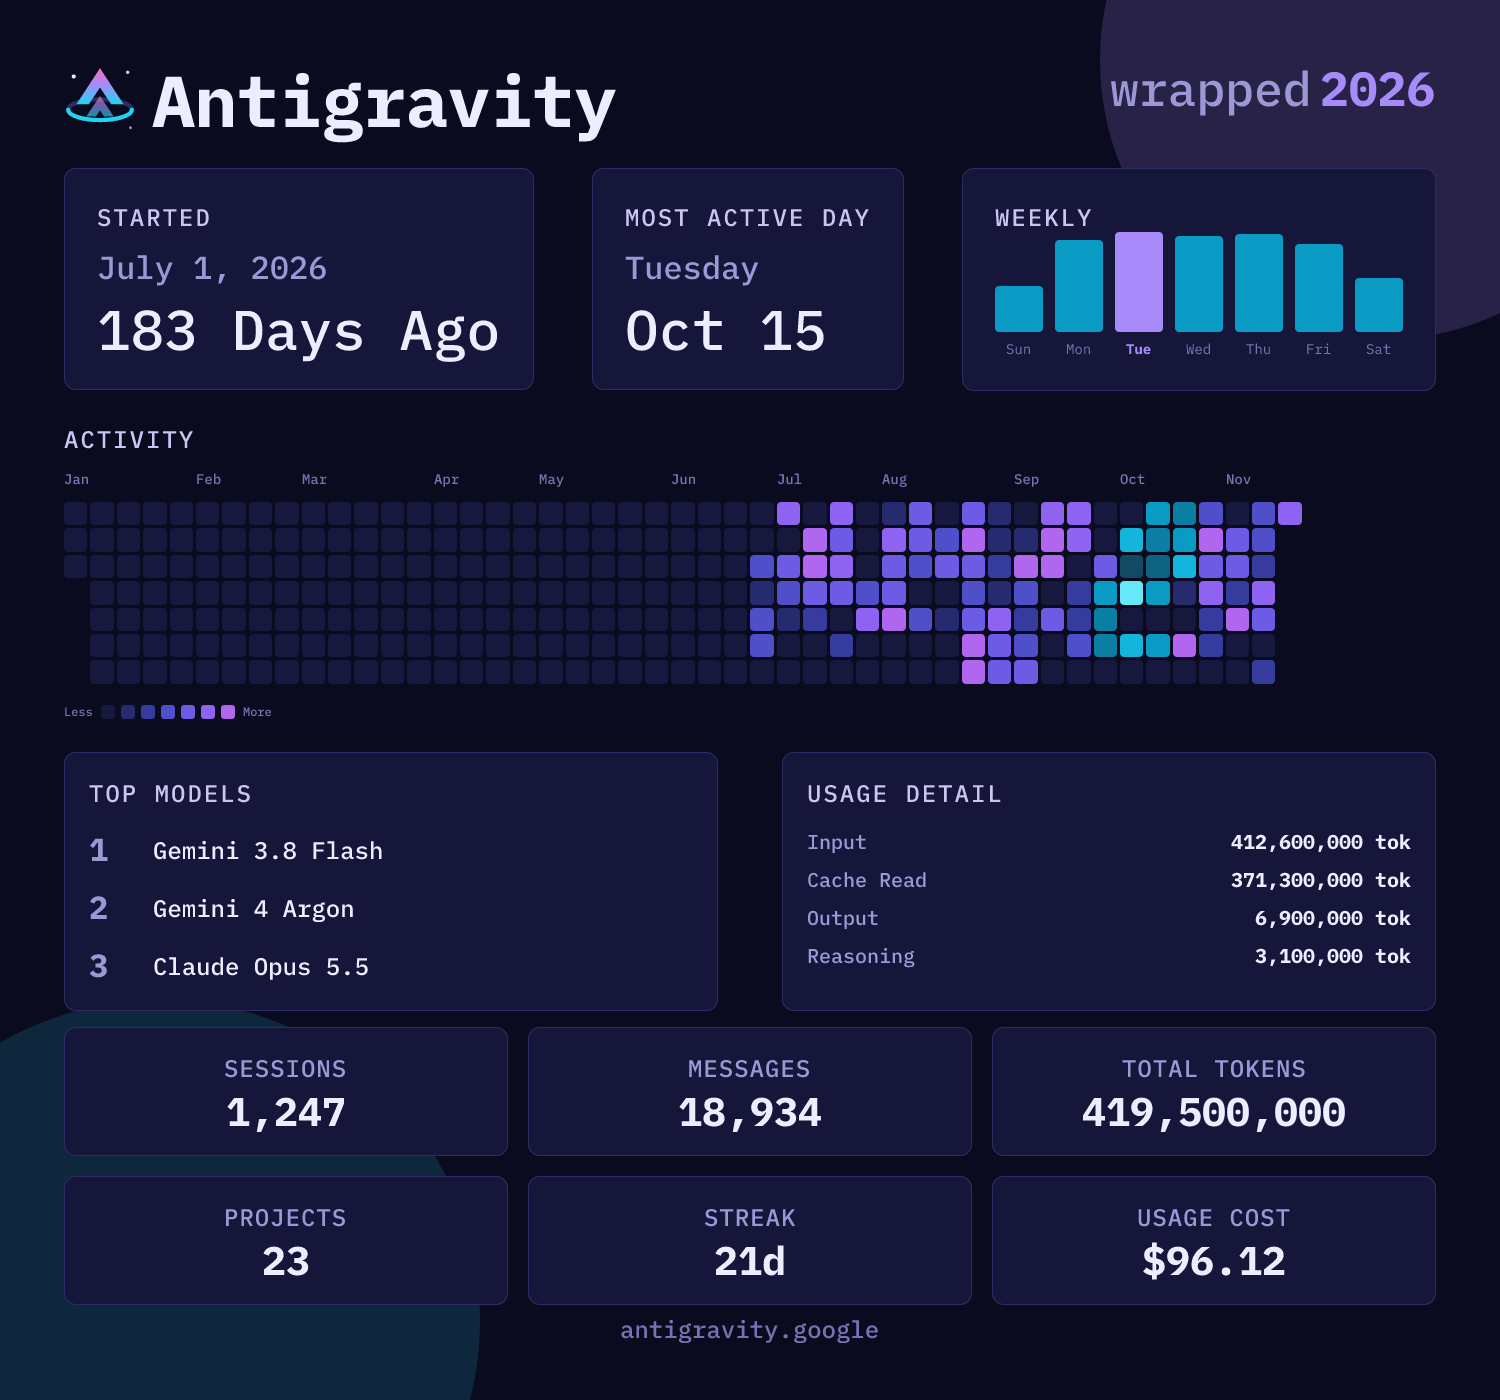 Antigravity
wrapped 2026
STARTED
July 1, 2026
183 Days Ago
MOST ACTIVE DAY
Tuesday
Oct 15
WEEKLY
Sun Mon Tue Wed Thu Fri Sat
ACTIVITY
Jan Feb Mar Apr May Jun Jul Aug Sep Oct Nov
Less More
TOP MODELS
1 Gemini 3.8 Flash
2 Gemini 4 Argon
3 Claude Opus 5.5
USAGE DETAIL
Input 412,600,000 tok
Cache Read 371,300,000 tok
Output 6,900,000 tok
Reasoning 3,100,000 tok
SESSIONS
1,247
MESSAGES
18,934
TOTAL TOKENS
419,500,000
PROJECTS
23
STREAK
21d
USAGE COST
$96.12
antigravity.google